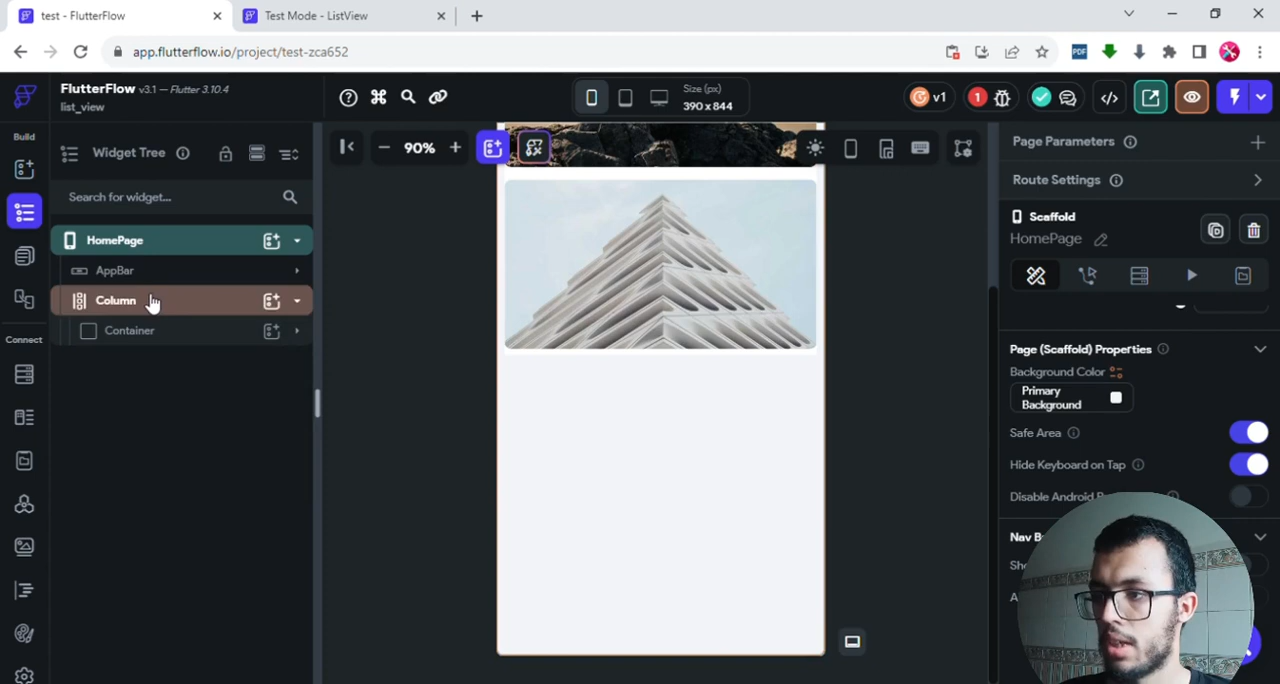 test - FlutterFlow
Test Mode - ListView
app.flutterflow.io/project/test-zca652
PDF
FlutterFlow v3.1 — Flutter 3.10.4
list_view
Size (px)
390 x 844
v1
1
Build
Widget Tree
90%
Page Parameters
Search for widget...
Route Settings
HomePage
Scaffold
HomePage
AppBar
Column
Container
Connect
Page (Scaffold) Properties
Background Color
Primary
Background
Safe Area
Hide Keyboard on Tap
Disable Android
Nav